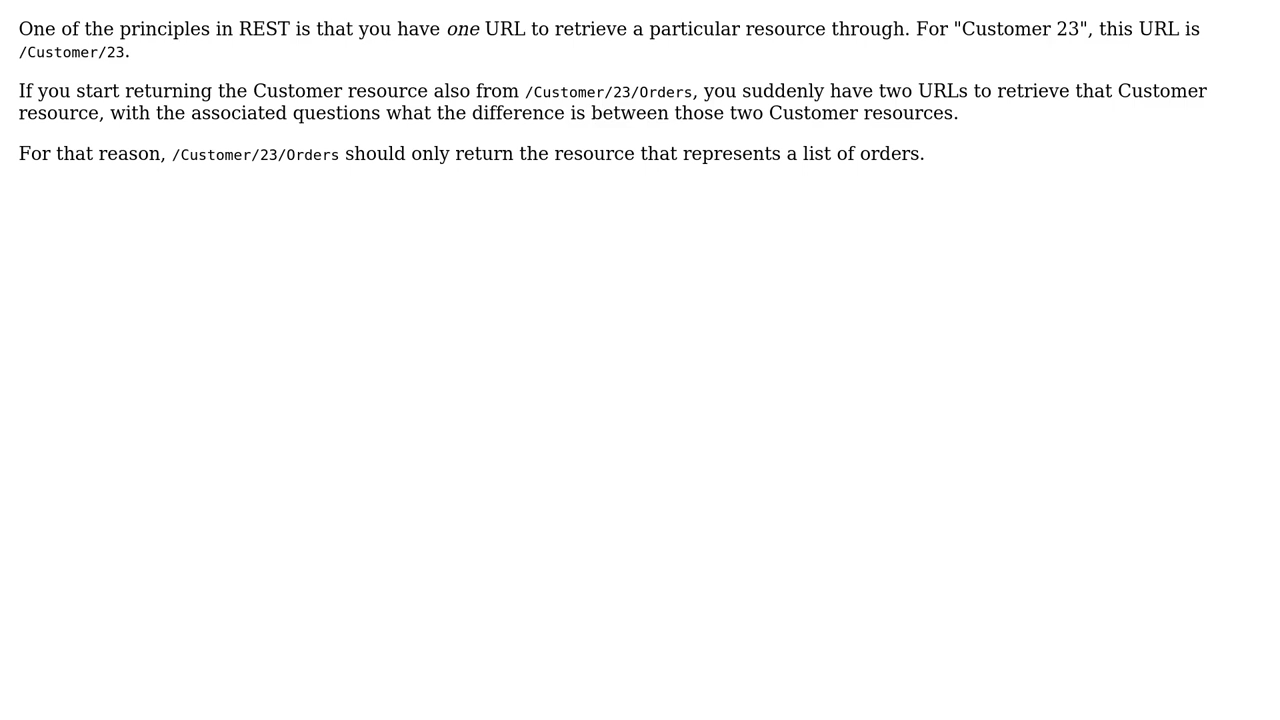 One of the principles in REST is that you have one URL to retrieve a particular resource through. For "Customer 23", this URL is
/Customer/23.
If you start returning the Customer resource also from /Customer/23/Orders, you suddenly have two URLs to retrieve that Customer
resource, with the associated questions what the difference is between those two Customer resources.
For that reason, /Customer/23/Orders should only return the resource that represents a list of orders.